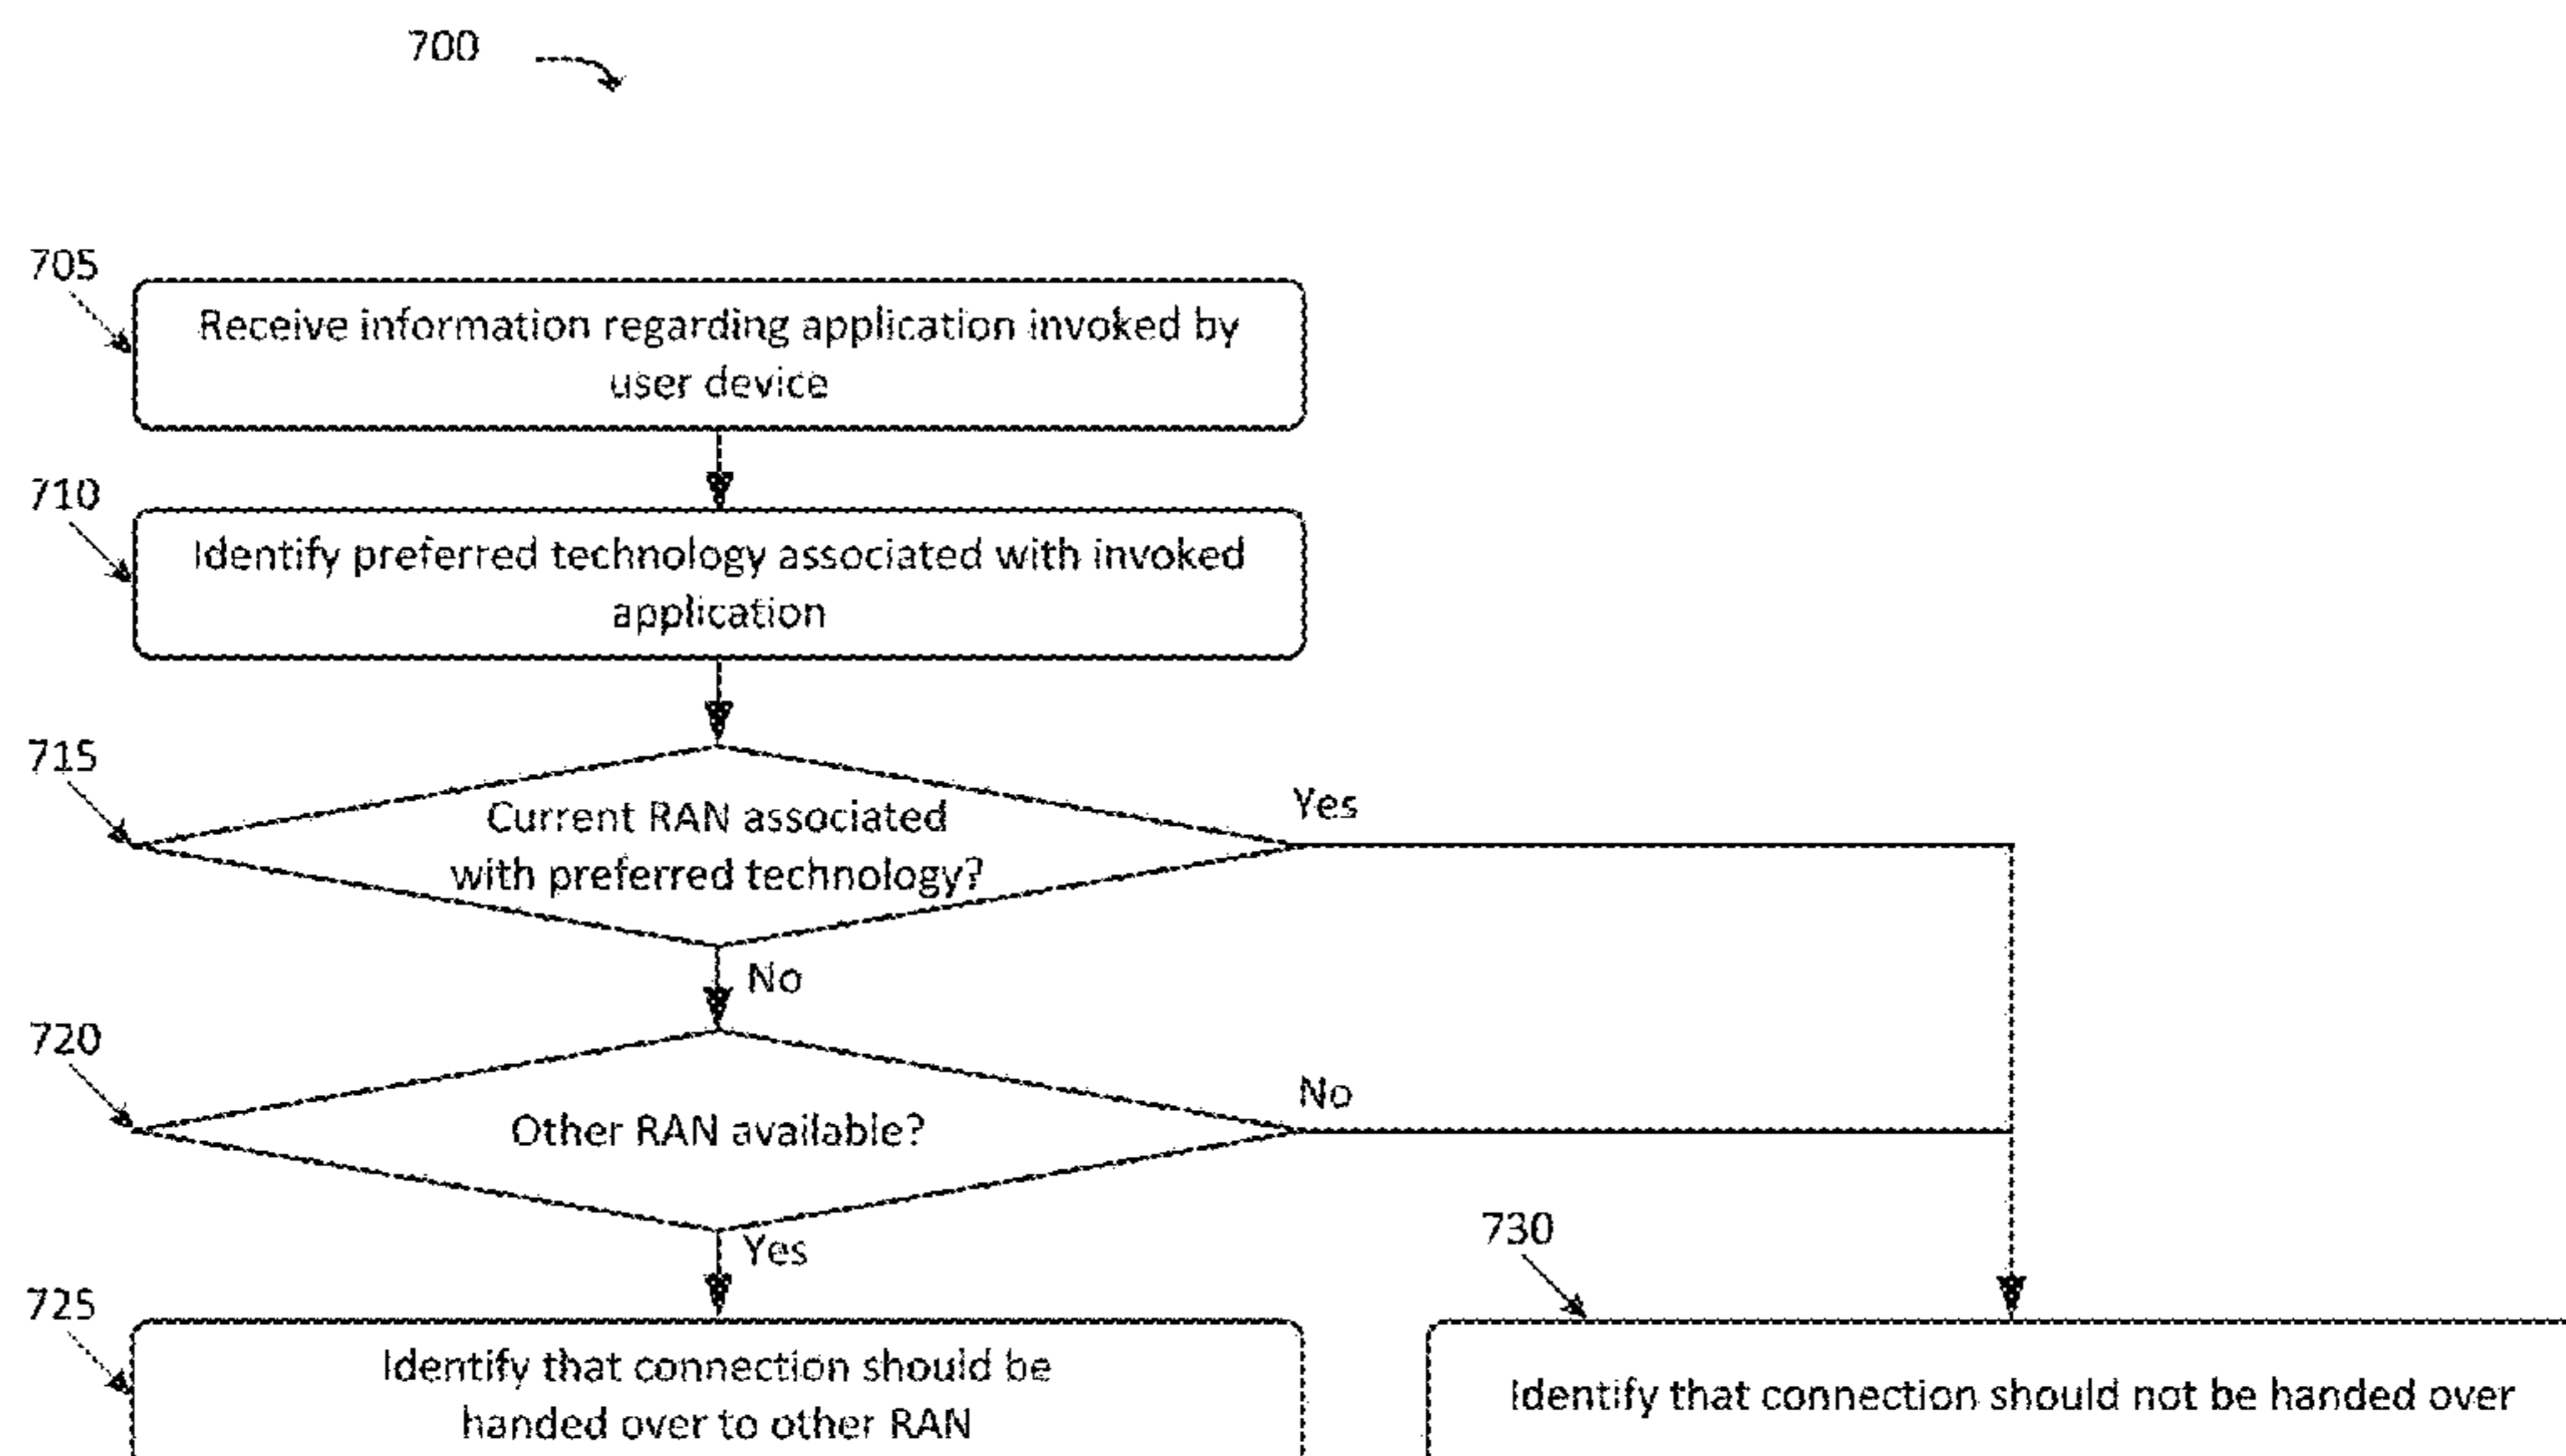 700
705
Receive information regarding application invoked by
user device
710
Identify preferred technology associated with invoked
application
715
Current RAN associated
with preferred technology?
Yes
No
720
Other RAN available?
No
Yes
730
725
Identify that connection should be
handed over to other RAN
Identify that connection should not be handed over